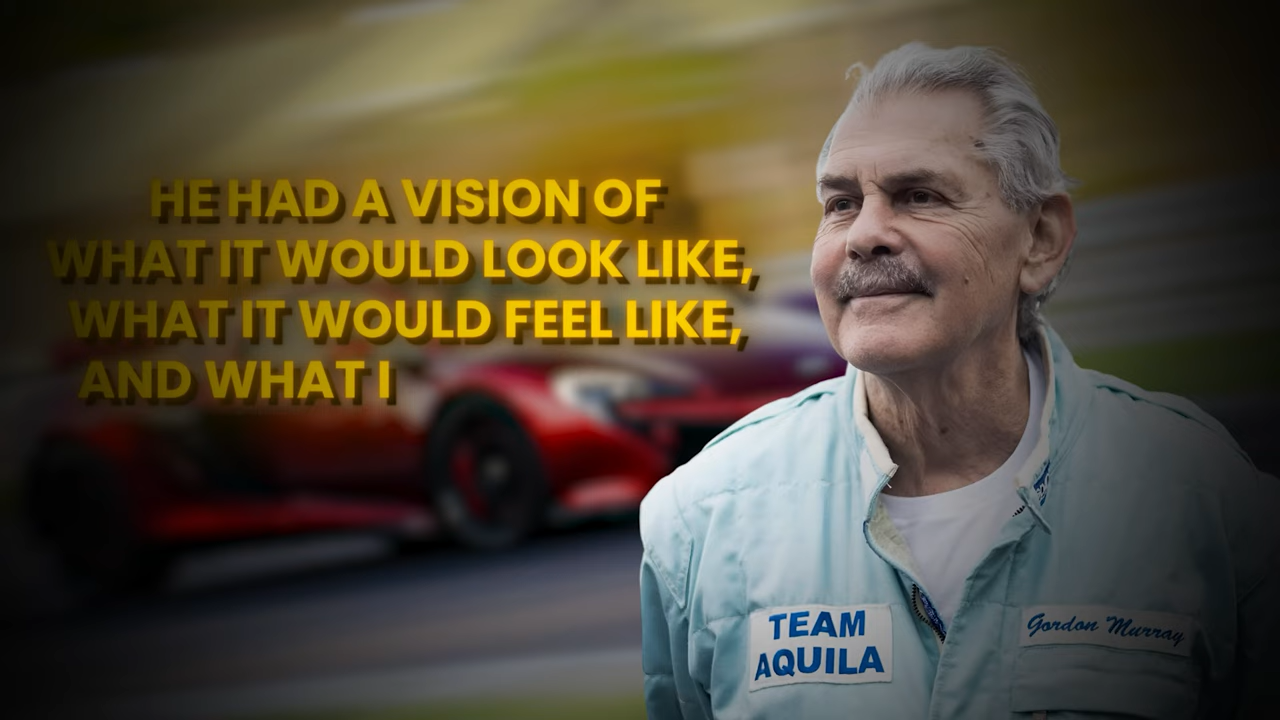 HE HAD A VISION OF
WHAT IT WOULD LOOK LIKE,
WHAT IT WOULD FEEL LIKE,
AND WHAT I
TEAM
AQUILA
Gordon Murray